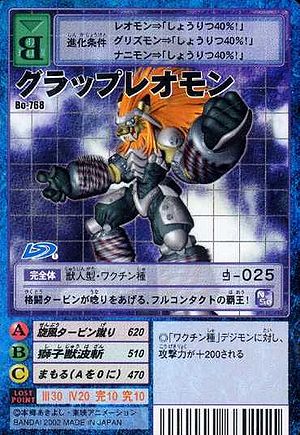 進化条件
レオモン⇒「しょうりつ40%!」
グリズモン⇒「しょうりつ40%!」
ナニモン⇒「しょうりつ40%!」
グラップレオモン
Bo-768
完全体
獣人型・ワクチン種
-025
格闘タービンが唸りをあげる、フルコンタクトの覇王!
A 旋風タービン蹴り 620
B 獅子獣波斬 510
C まもる(Aを0に) 470
LOST POINT Ⅲ30 Ⅳ20 完10 究10
◎「ワクチン種」デジモンに対し、
攻撃力が+200される
©本郷あきよし・東映アニメーション
BANDAI 2002 MADE IN JAPAN